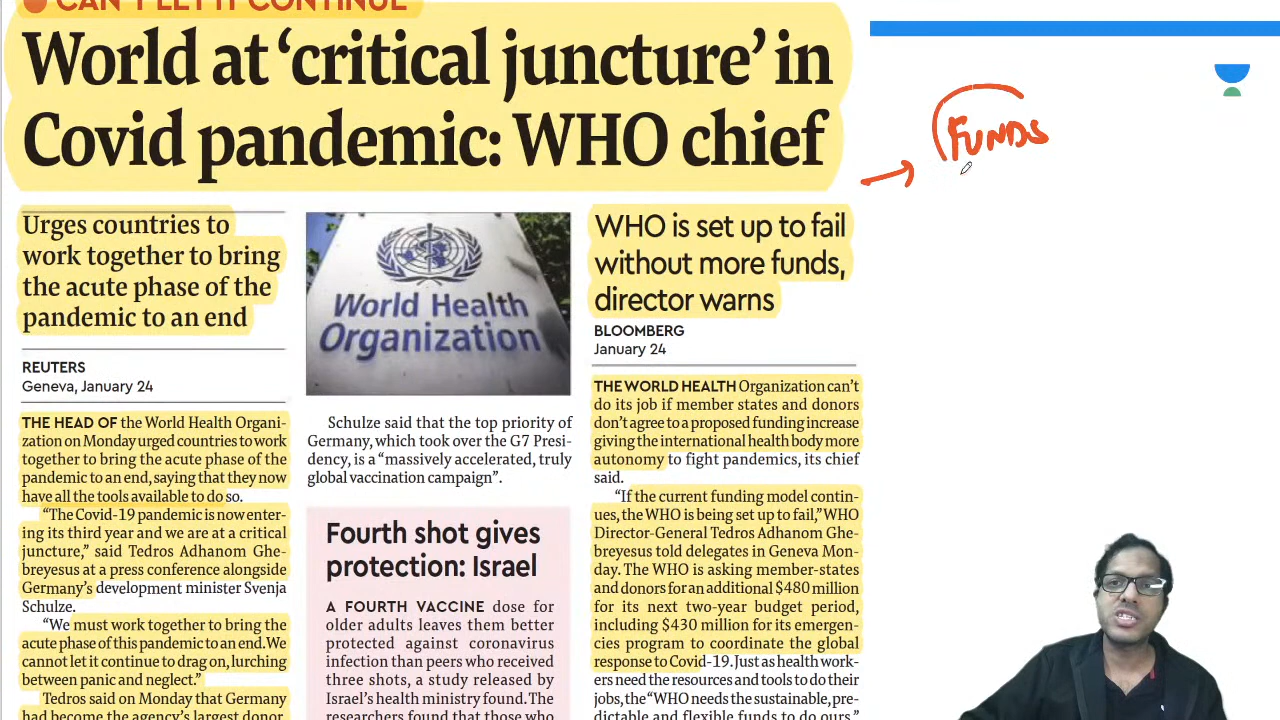 CAN'T LET IT CONTINUE
World at ‘critical juncture’ in
Covid pandemic: WHO chief
FUNDS
Urges countries to
work together to bring
the acute phase of the
pandemic to an end
REUTERS
Geneva, January 24
THE HEAD OF the World Health Organi-
zation on Monday urged countries to work
together to bring the acute phase of the
pandemic to an end, saying that they now
have all the tools available to do so.
“The Covid-19 pandemic is now enter-
ing its third year and we are at a critical
juncture,” said Tedros Adhanom Ghe-
breyesus at a press conference alongside
Germany's development minister Svenja
Schulze.
“We must work together to bring the
acute phase of this pandemic to an end. We
cannot let it continue to drag on, lurching
between panic and neglect.”
Tedros said on Monday that Germany
had become the agency's largest donor.
World Health
Organization
Schulze said that the top priority of
Germany, which took over the G7 Presi-
dency, is a “massively accelerated, truly
global vaccination campaign”.
Fourth shot gives
protection: Israel
A FOURTH VACCINE dose for
older adults leaves them better
protected against coronavirus
infection than peers who received
three shots, a study released by
Israel's health ministry found. The
researchers found that those who
WHO is set up to fail
without more funds,
director warns
BLOOMBERG
January 24
THE WORLD HEALTH Organization can't
do its job if member states and donors
don't agree to a proposed funding increase
giving the international health body more
autonomy to fight pandemics, its chief
said.
“If the current funding model contin-
ues, the WHO is being set up to fail,” WHO
Director-General Tedros Adhanom Ghe-
breyesus told delegates in Geneva Mon-
day. The WHO is asking member-states
and donors for an additional $480 million
for its next two-year budget period,
including $430 million for its emergen-
cies program to coordinate the global
response to Covid-19. Just as health work-
ers need the resources and tools to do their
jobs, the “WHO needs the sustainable, pre-
dictable and flexible funds to do ours.”